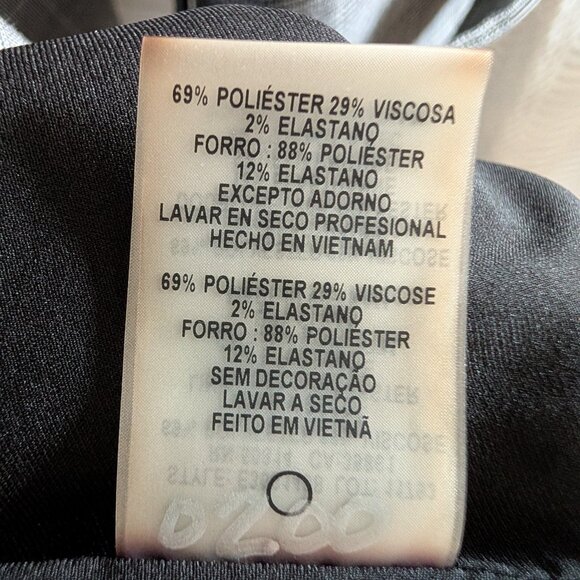 69% POLIÉSTER 29% VISCOSA
2% ELASTANO
FORRO : 88% POLIÉSTER
12% ELASTANO
EXCEPTO ADORNO
LAVAR EN SECO PROFESIONAL
HECHO EN VIETNAM
69% POLIÉSTER 29% VISCOSE
2% ELASTANO
FORRO : 88% POLIÉSTER
12% ELASTANO
SEM DECORAÇÃO
LAVAR A SECO
FEITO EM VIETNÃ
0200